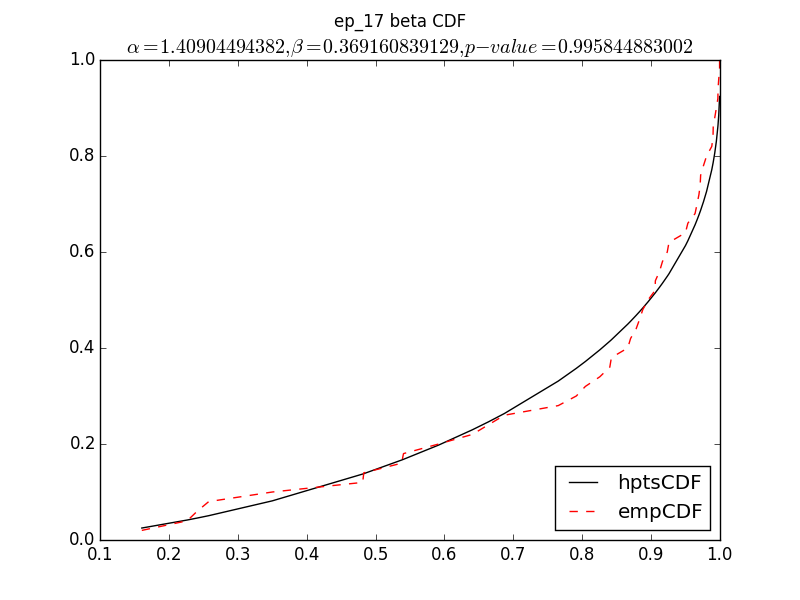 ep_17 beta CDF
α=1.40904494382,β=0.369160839129,p−value=0.995844883002
1.0
0.8
0.6
0.4
0.2
0.0
0.1 0.2 0.3 0.4 0.5 0.6 0.7 0.8 0.9 1.0
hptsCDF
empCDF